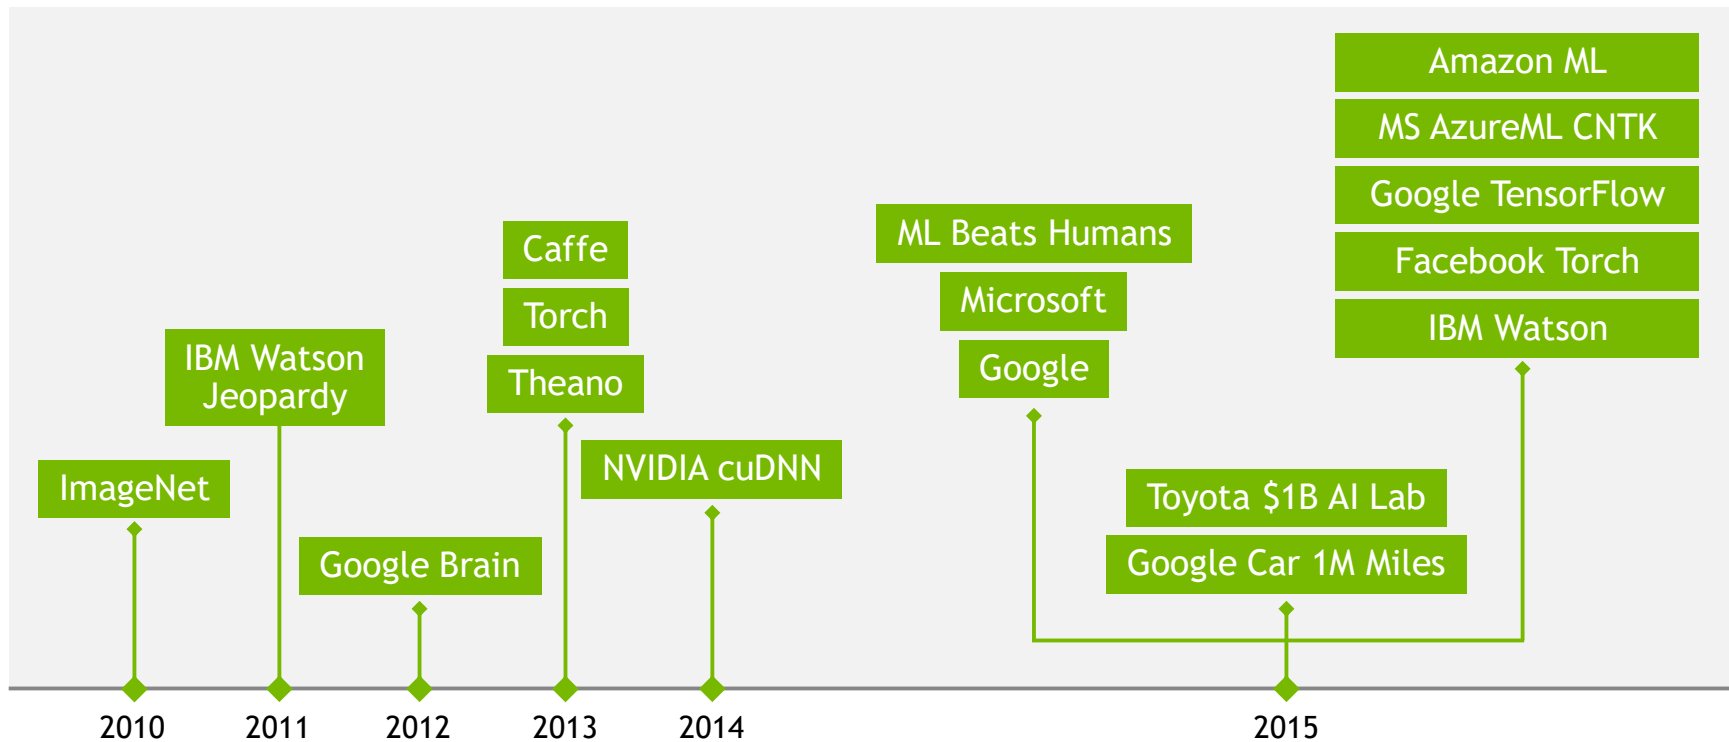 Amazon ML
MS AzureML CNTK
Google TensorFlow
Facebook Torch
IBM Watson
ML Beats Humans
Microsoft
Google
Caffe
Torch
Theano
IBM Watson
Jeopardy
NVIDIA cuDNN
ImageNet
Toyota $1B AI Lab
Google Car 1M Miles
Google Brain
2010
2011
2012
2013
2014
2015